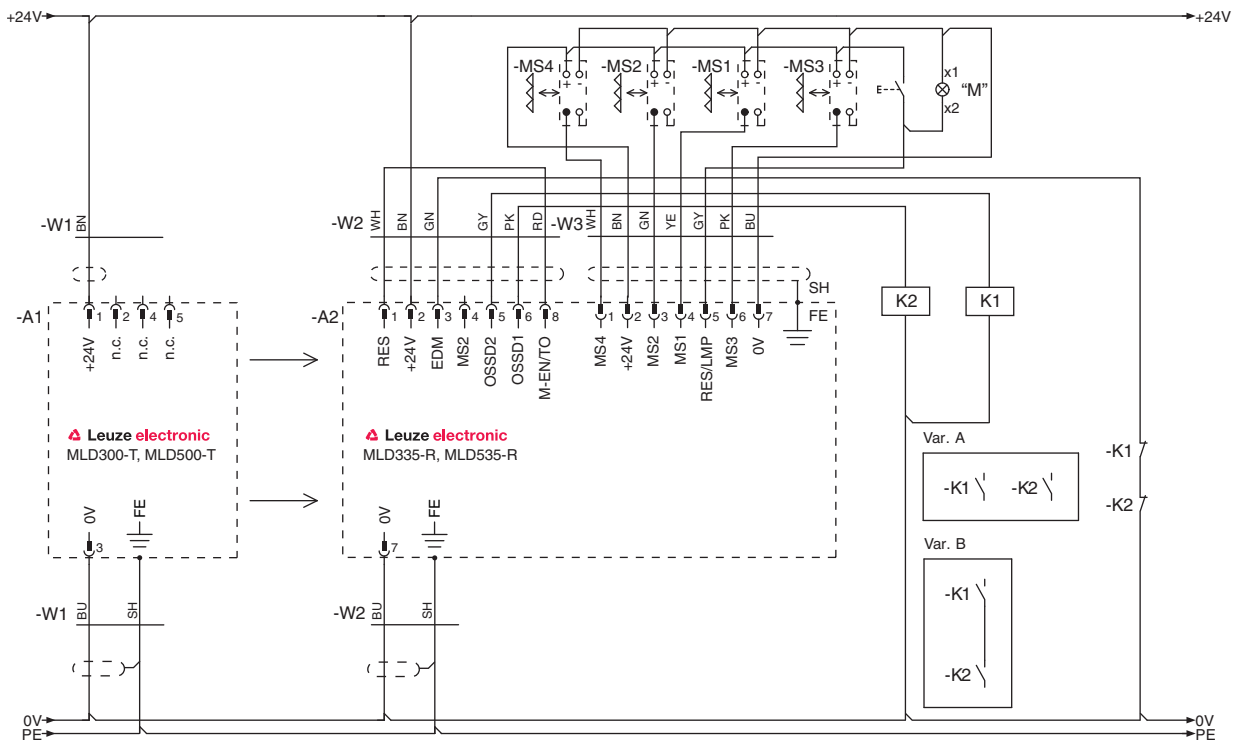 +24V +24V
-MS4 -MS2 -MS1 -MS3
+ - + - + - + -
E x1 "M"
x2
-W1 BN -W2 WH BN GN GY PK RD -W3 WH BN GN YE GY PK BU
SH
-A1 1 2 4 5 -A2 1 2 3 4 5 6 8 1 2 3 4 5 6 7 FE
+24V n.c. n.c. n.c. RES +24V EDM MS2 OSSD2 OSSD1 M-EN/TO MS4 +24V MS2 MS1 RES/LMP MS3 0V
K2 K1
Leuze electronic
MLD300-T, MLD500-T
Leuze electronic
MLD335-R, MLD535-R
Var. A
-K1 -K2
-K1
-K2
Var. B
-K1
-K2
0V FE 0V FE
3 7
-W1 BU SH -W2 BU SH
0V 0V
PE PE